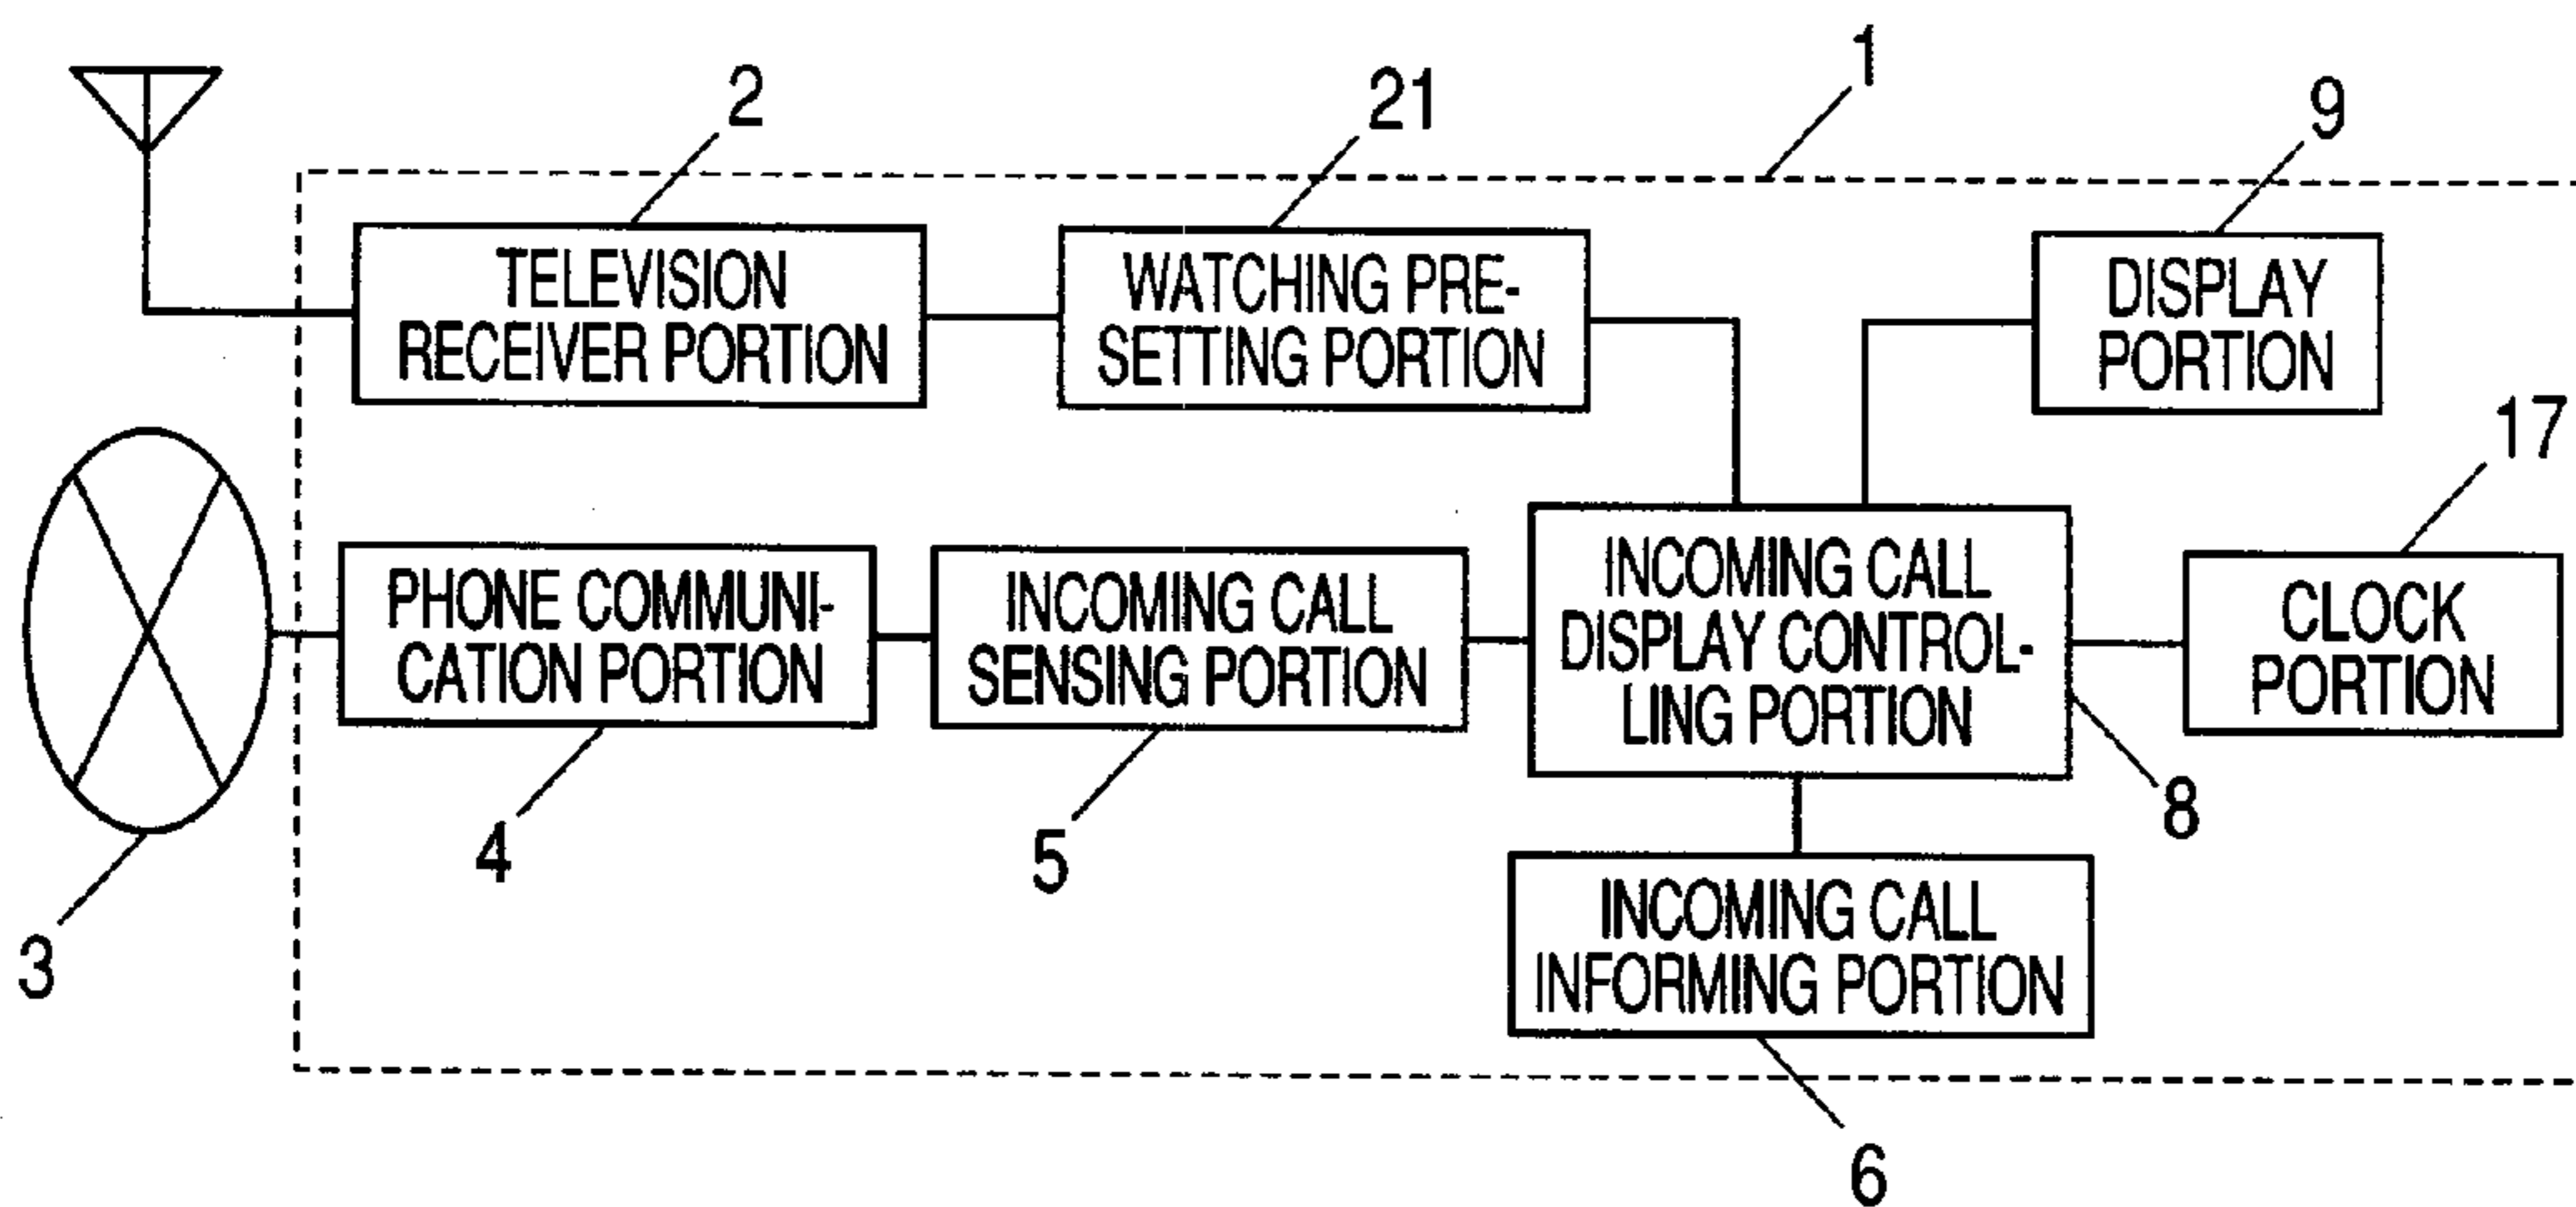 1
2
21
9
TELEVISION
RECEIVER PORTION
WATCHING PRE-
SETTING PORTION
DISPLAY
PORTION
17
PHONE COMMUNI-
CATION PORTION
INCOMING CALL
SENSING PORTION
INCOMING CALL
DISPLAY CONTROL-
LING PORTION
CLOCK
PORTION
3
4
5
8
INCOMING CALL
INFORMING PORTION
6